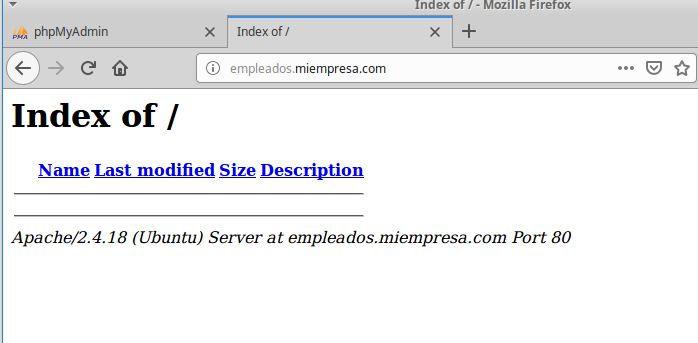 Index of / - Mozilla Firefox
PMA phpMyAdmin Index of /
empleados.miempresa.com
Index of /
Name Last modified Size Description
Apache/2.4.18 (Ubuntu) Server at empleados.miempresa.com Port 80